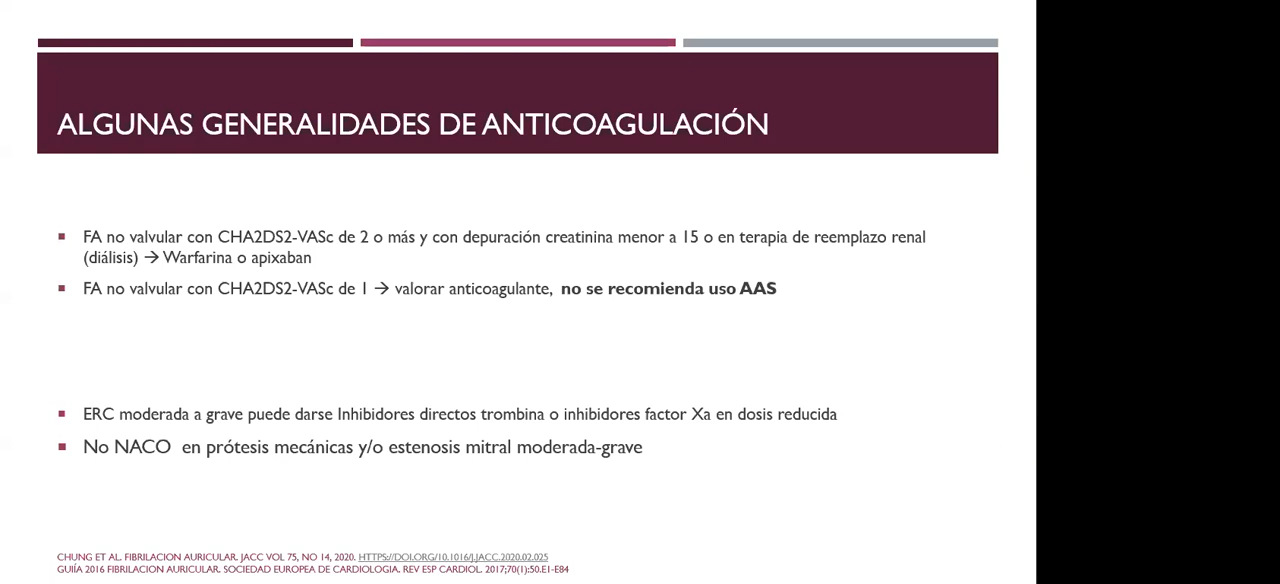 ALGUNAS GENERALIDADES DE ANTICOAGULACIÓN
▪ FA no valvular con CHA2DS2-VASc de 2 o más y con depuración creatinina menor a 15 o en terapia de reemplazo renal
(diálisis) → Warfarina o apixaban
▪ FA no valvular con CHA2DS2-VASc de 1 → valorar anticoagulante, no se recomienda uso AAS
▪ ERC moderada a grave puede darse Inhibidores directos trombina o inhibidores factor Xa en dosis reducida
▪ No NACO en prótesis mecánicas y/o estenosis mitral moderada-grave
CHUNG ET AL. FIBRILACION AURICULAR. JACC VOL 75, NO 14, 2020. HTTPS://DOI.ORG/10.1016/J.JACC.2020.02.025
GUIÍA 2016 FIBRILACION AURICULAR. SOCIEDAD EUROPEA DE CARDIOLOGIA. REV ESP CARDIOL. 2017;70(1):50.E1-E84